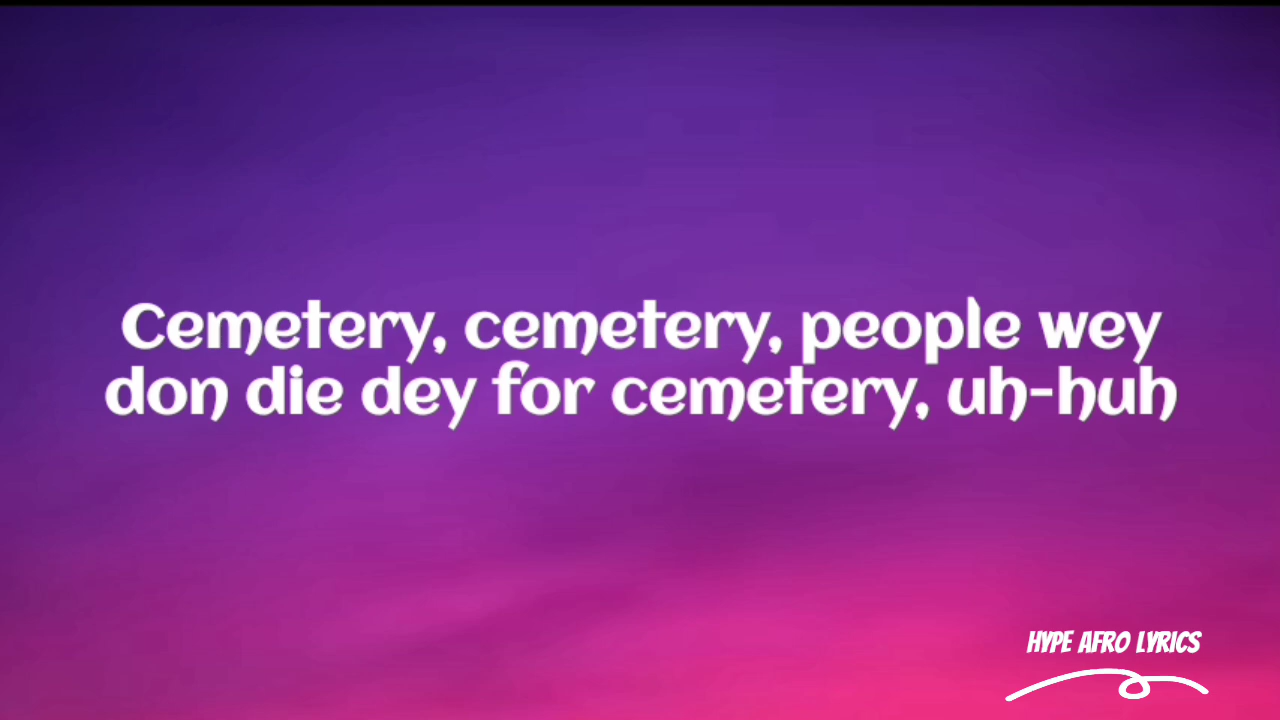 Cemetery, cemetery, people wey
don die dey for cemetery, uh-huh
HYPE AFRO LYRICS